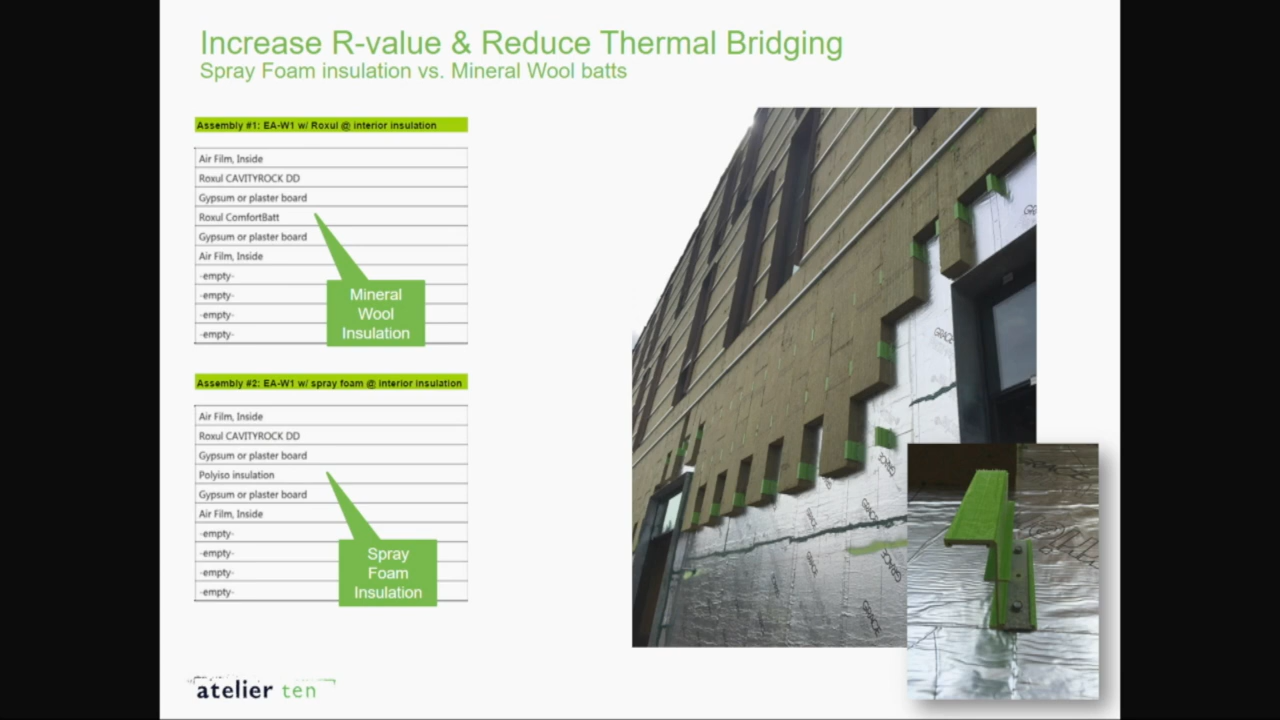 Increase R-value & Reduce Thermal Bridging
Spray Foam insulation vs. Mineral Wool batts
Assembly #1: EA-W1 w/ Roxul @ interior insulation
Air Film, Inside
Roxul CAVITYROCK DD
Gypsum or plaster board
Roxul ComfortBatt
Gypsum or plaster board
Air Film, Inside
-empty-
-empty-
-empty-
-empty-
Mineral
Wool
Insulation
Assembly #2: EA-W1 w/ spray foam @ interior insulation
Air Film, Inside
Roxul CAVITYROCK DD
Gypsum or plaster board
Polyiso insulation
Gypsum or plaster board
Air Film, Inside
-empty-
-empty-
-empty-
-empty-
Spray
Foam
Insulation
GRACE
GRACE
GRACE
GRACE
GRACE
atelier ten